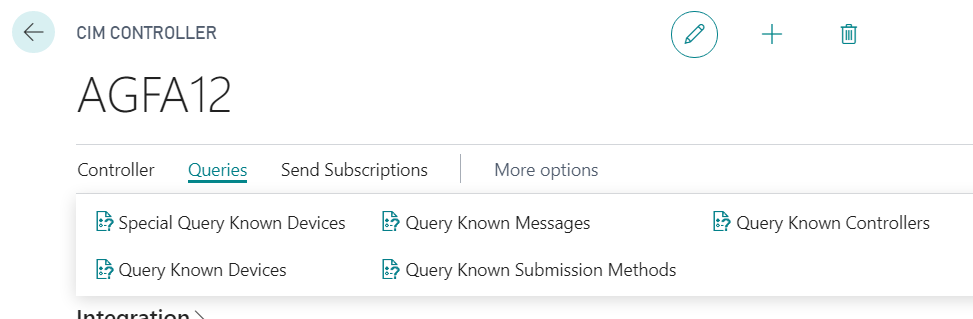 CIM CONTROLLER
AGFA12
Controller Queries Send Subscriptions More options
Special Query Known Devices Query Known Messages Query Known Controllers
Query Known Devices Query Known Submission Methods
Integration